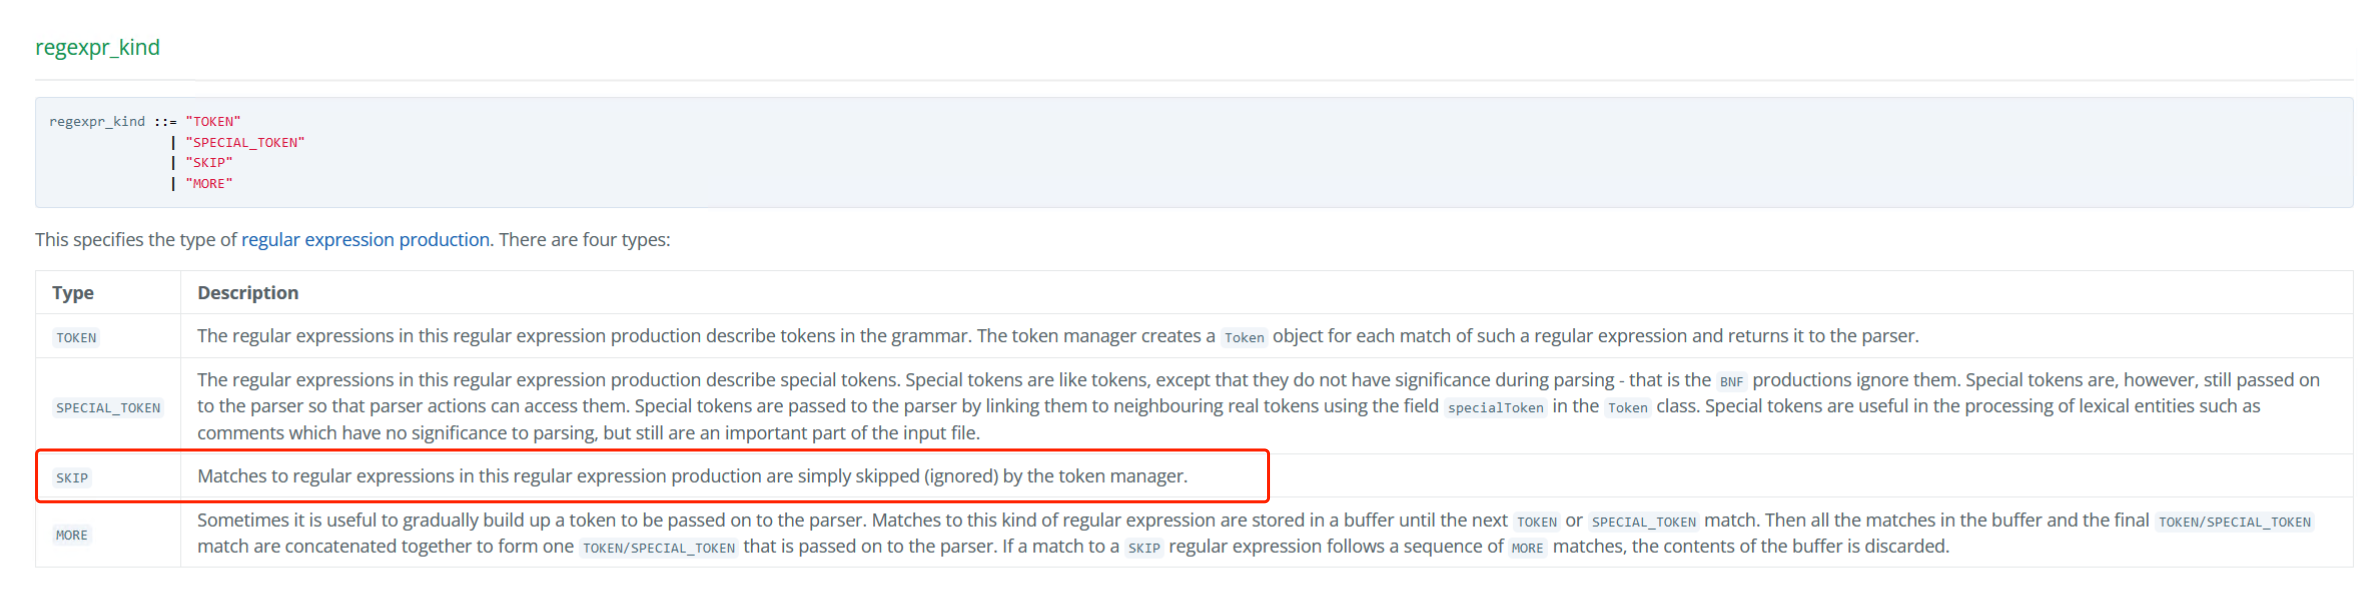 regexpr_kind
regexpr_kind ::= "TOKEN"
| "SPECIAL_TOKEN"
| "SKIP"
| "MORE"
This specifies the type of regular expression production. There are four types:
Type Description
TOKEN The regular expressions in this regular expression production describe tokens in the grammar. The token manager creates a Token object for each match of such a regular expression and returns it to the parser.
The regular expressions in this regular expression production describe special tokens. Special tokens are like tokens, except that they do not have significance during parsing - that is the BNF productions ignore them. Special tokens are, however, still passed on
SPECIAL_TOKEN to the parser so that parser actions can access them. Special tokens are passed to the parser by linking them to neighbouring real tokens using the field specialToken in the Token class. Special tokens are useful in the processing of lexical entities such as
comments which have no significance to parsing, but still are an important part of the input file.
SKIP Matches to regular expressions in this regular expression production are simply skipped (ignored) by the token manager.
MORE Sometimes it is useful to gradually build up a token to be passed on to the parser. Matches to this kind of regular expression are stored in a buffer until the next TOKEN or SPECIAL_TOKEN match. Then all the matches in the buffer and the final TOKEN/SPECIAL_TOKEN
match are concatenated together to form one TOKEN/SPECIAL_TOKEN that is passed on to the parser. If a match to a SKIP regular expression follows a sequence of MORE matches, the contents of the buffer is discarded.